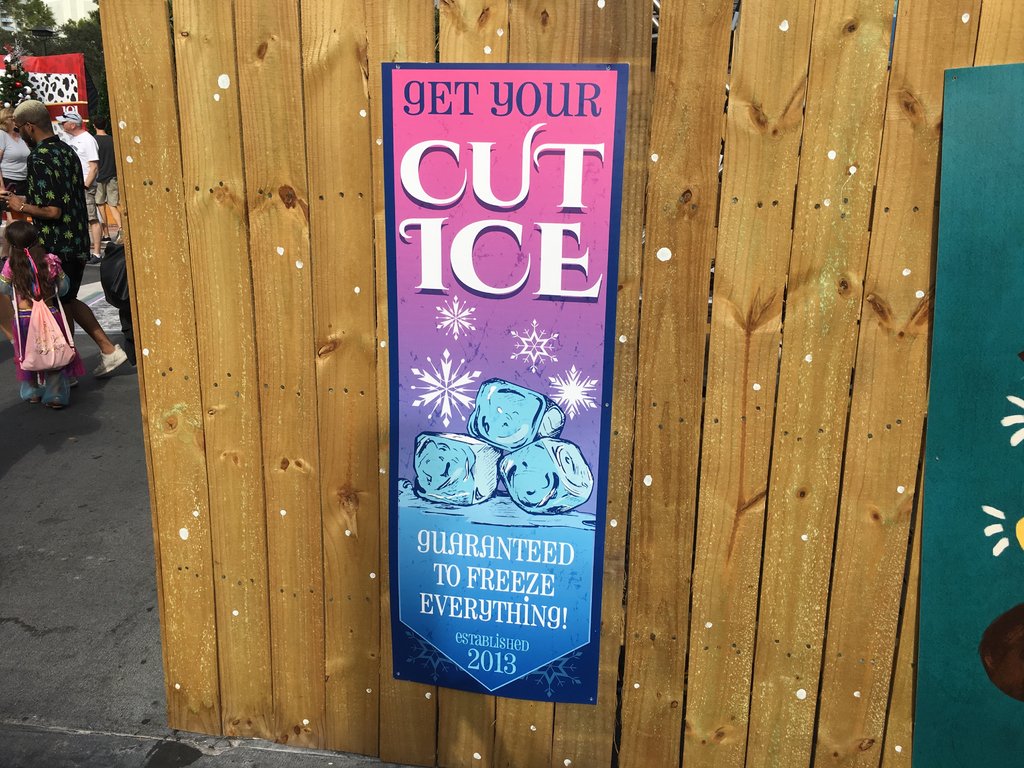 GET YOUR
CUT
ICE
GUARANTEED
TO FREEZE
EVERYTHING!
ESTABLISHED
2013